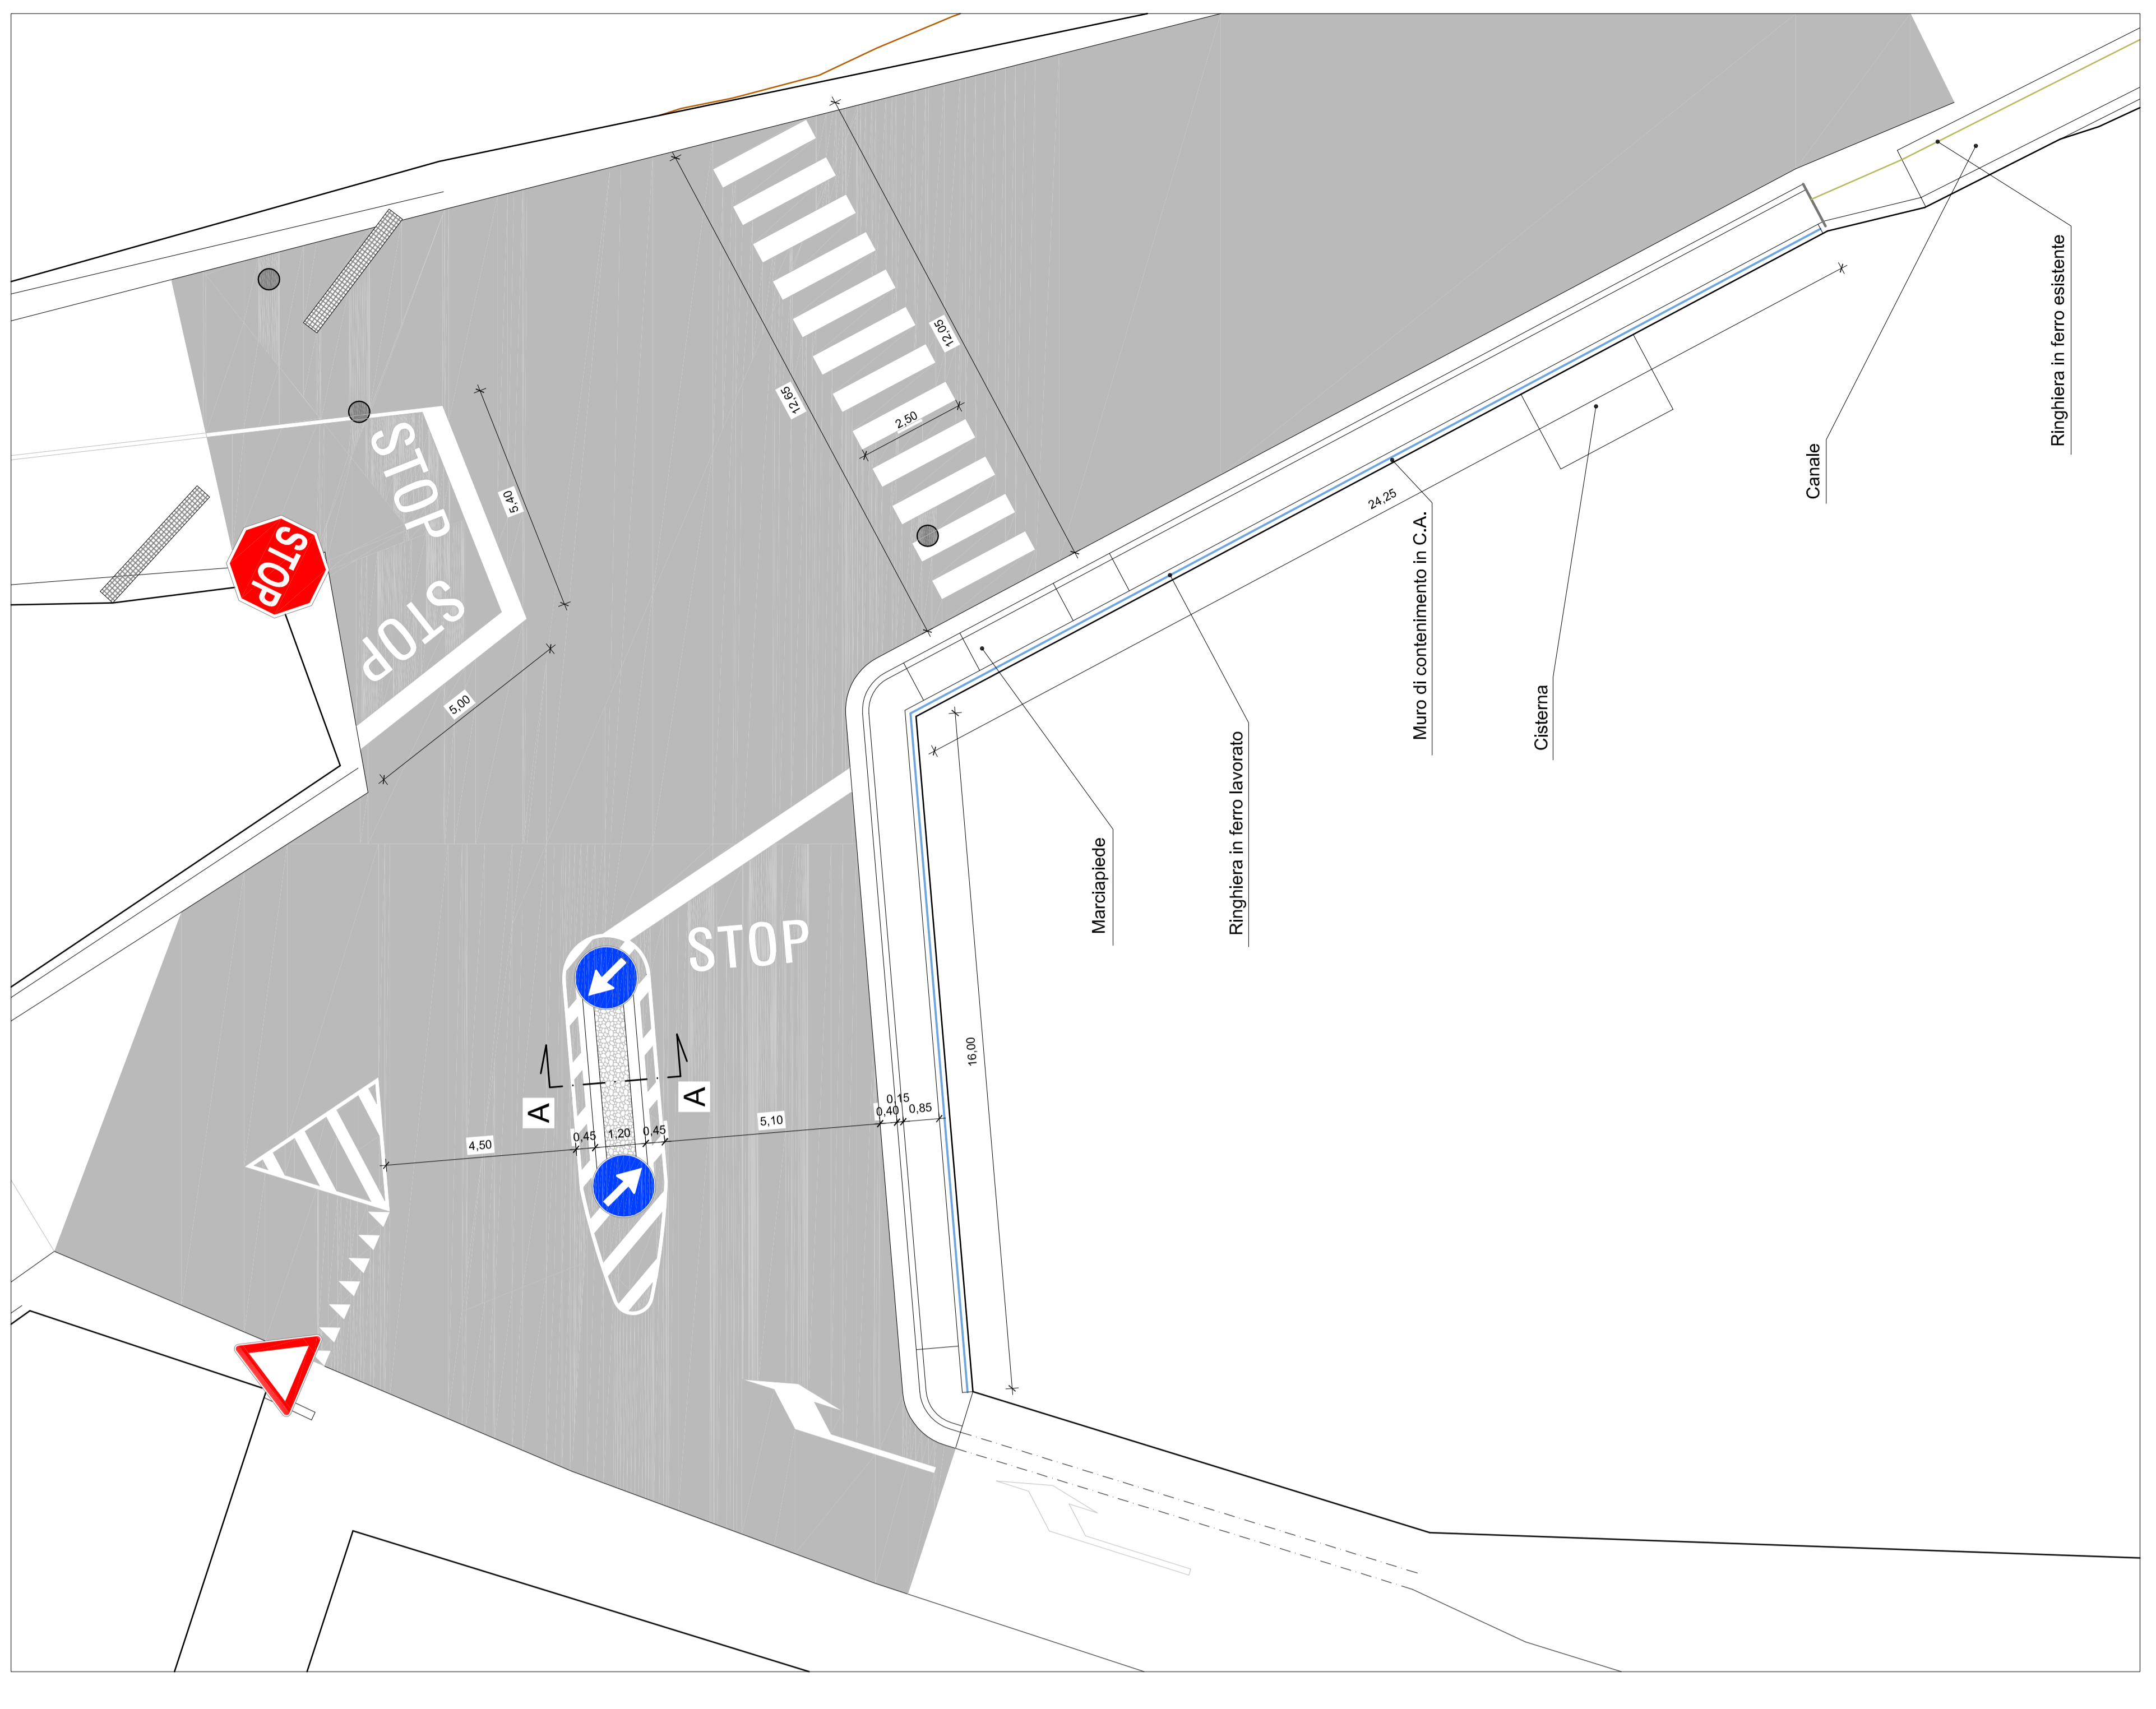 12,05
12,65
2,50
STOP
5,40
STOP
STOP
5,00
24,25
Ringhiera in ferro esistente
Canale
Muro di contenimento in C.A.
Cisterna
Marciapiede
Ringhiera in ferro lavorato
STOP
16,00
A
A
4,50
0,45
1,20
0,45
5,10
0,40
0,15
0,85